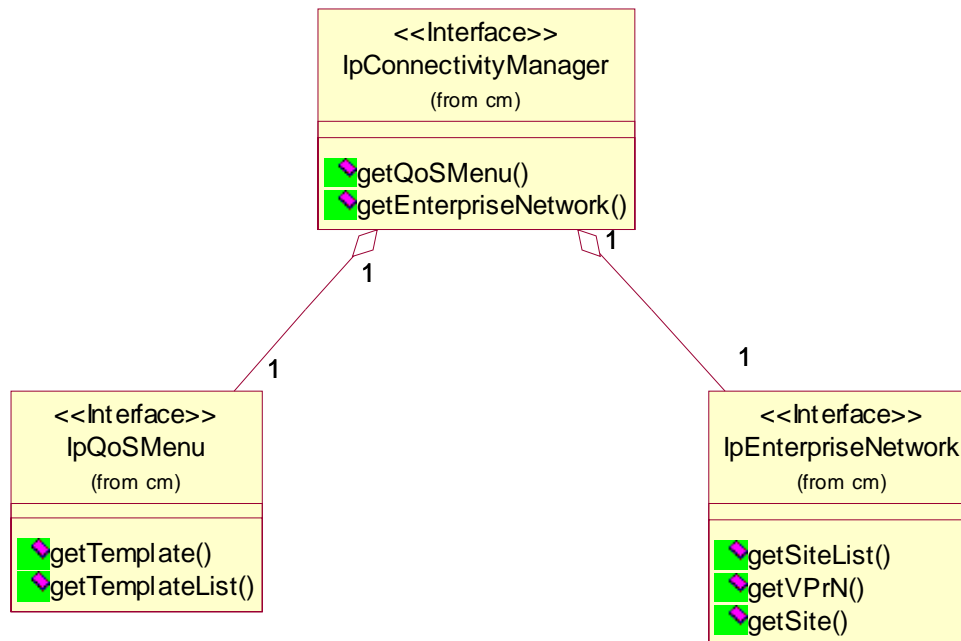 <<Interface>>
IpConnectivityManager
(from cm)
getQoSMenu()
getEnterpriseNetwork()
1
1
1
1
<<Interface>>
IpQoSMenu
(from cm)
getTemplate()
getTemplateList()
<<Interface>>
IpEnterpriseNetwork
(from cm)
getSiteList()
getVPrN()
getSite()